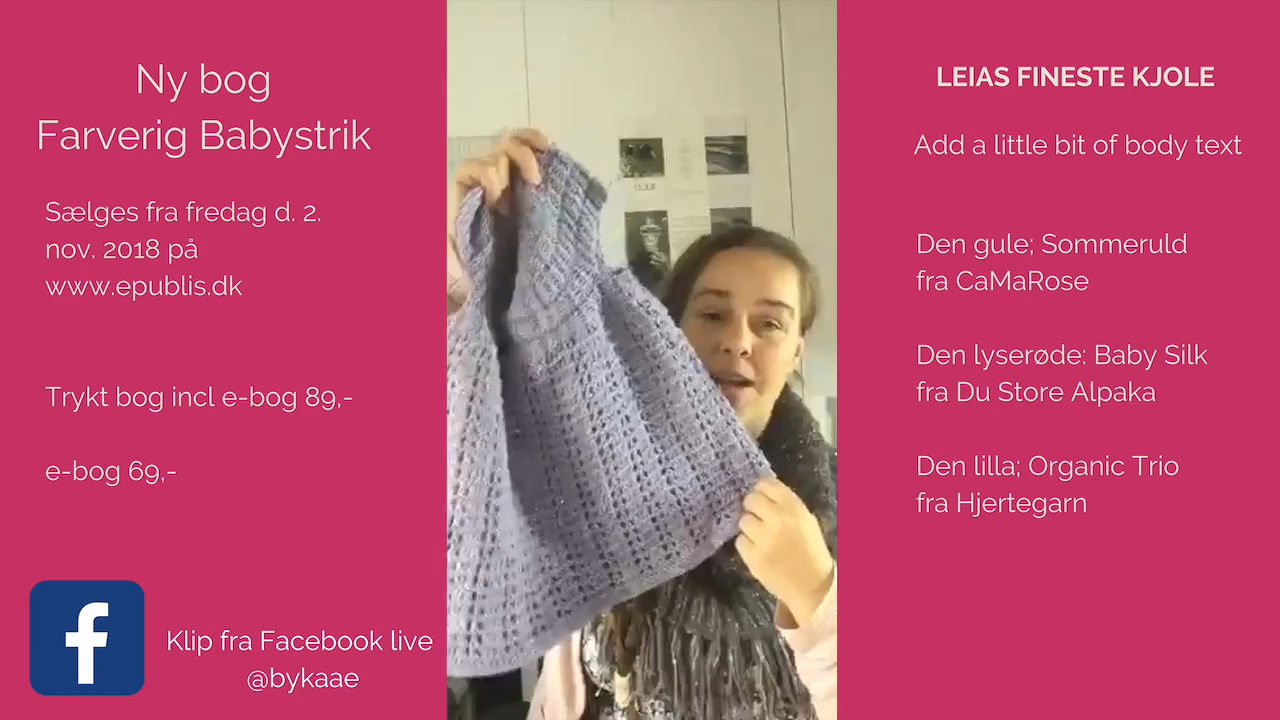 Ny bog
Farverig Babystrik
Sælges fra fredag d. 2.
nov. 2018 på
www.epublis.dk
Trykt bog incl e-bog 89,-
e-bog 69,-
f
Klip fra Facebook live
@bykaae
LEIAS FINESTE KJOLE
Add a little bit of body text
Den gule; Sommeruld
fra CaMaRose
Den lyserøde: Baby Silk
fra Du Store Alpaka
Den lilla; Organic Trio
fra Hjertegarn